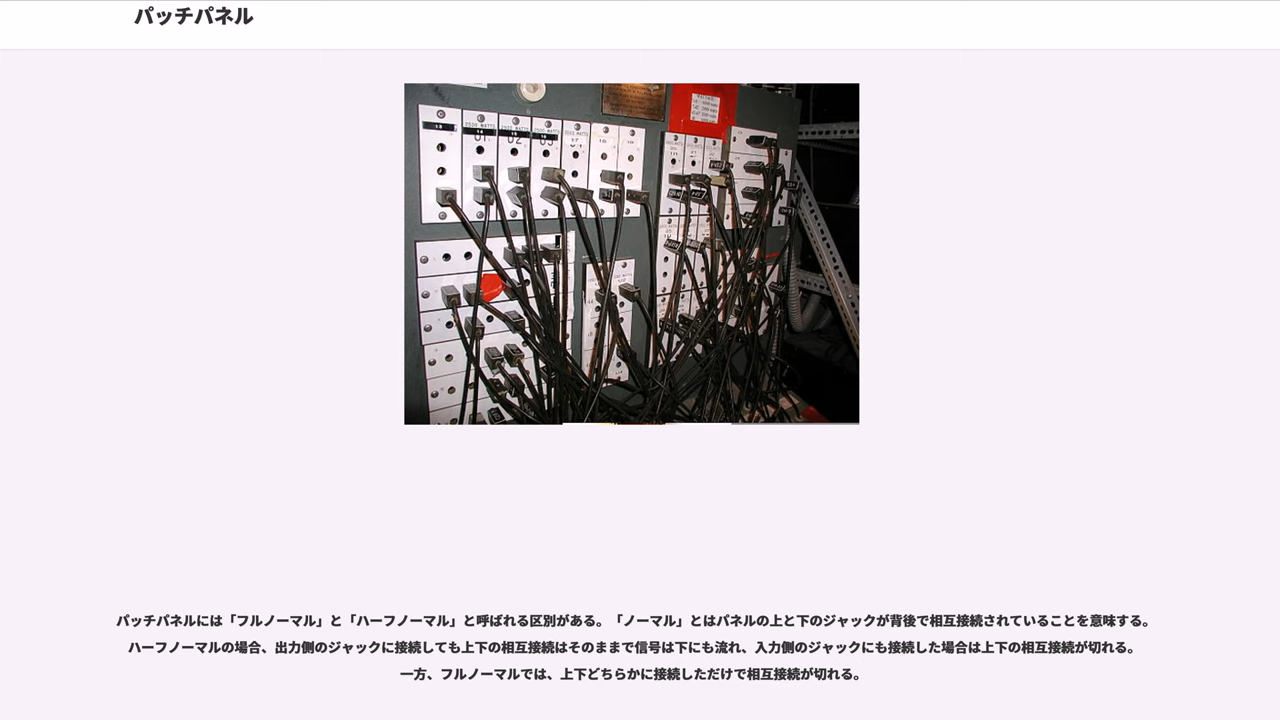 パッチパネル
パッチパネルには「フルノーマル」と「ハーフノーマル」と呼ばれる区別がある。「ノーマル」とはパネルの上と下のジャックが背後で相互接続されていることを意味する。
ハーフノーマルの場合、出力側のジャックに接続しても上下の相互接続はそのままで信号は下にも流れ、入力側のジャックにも接続した場合は上下の相互接続が切れる。
一方、フルノーマルでは、上下どちらかに接続しただけで相互接続が切れる。